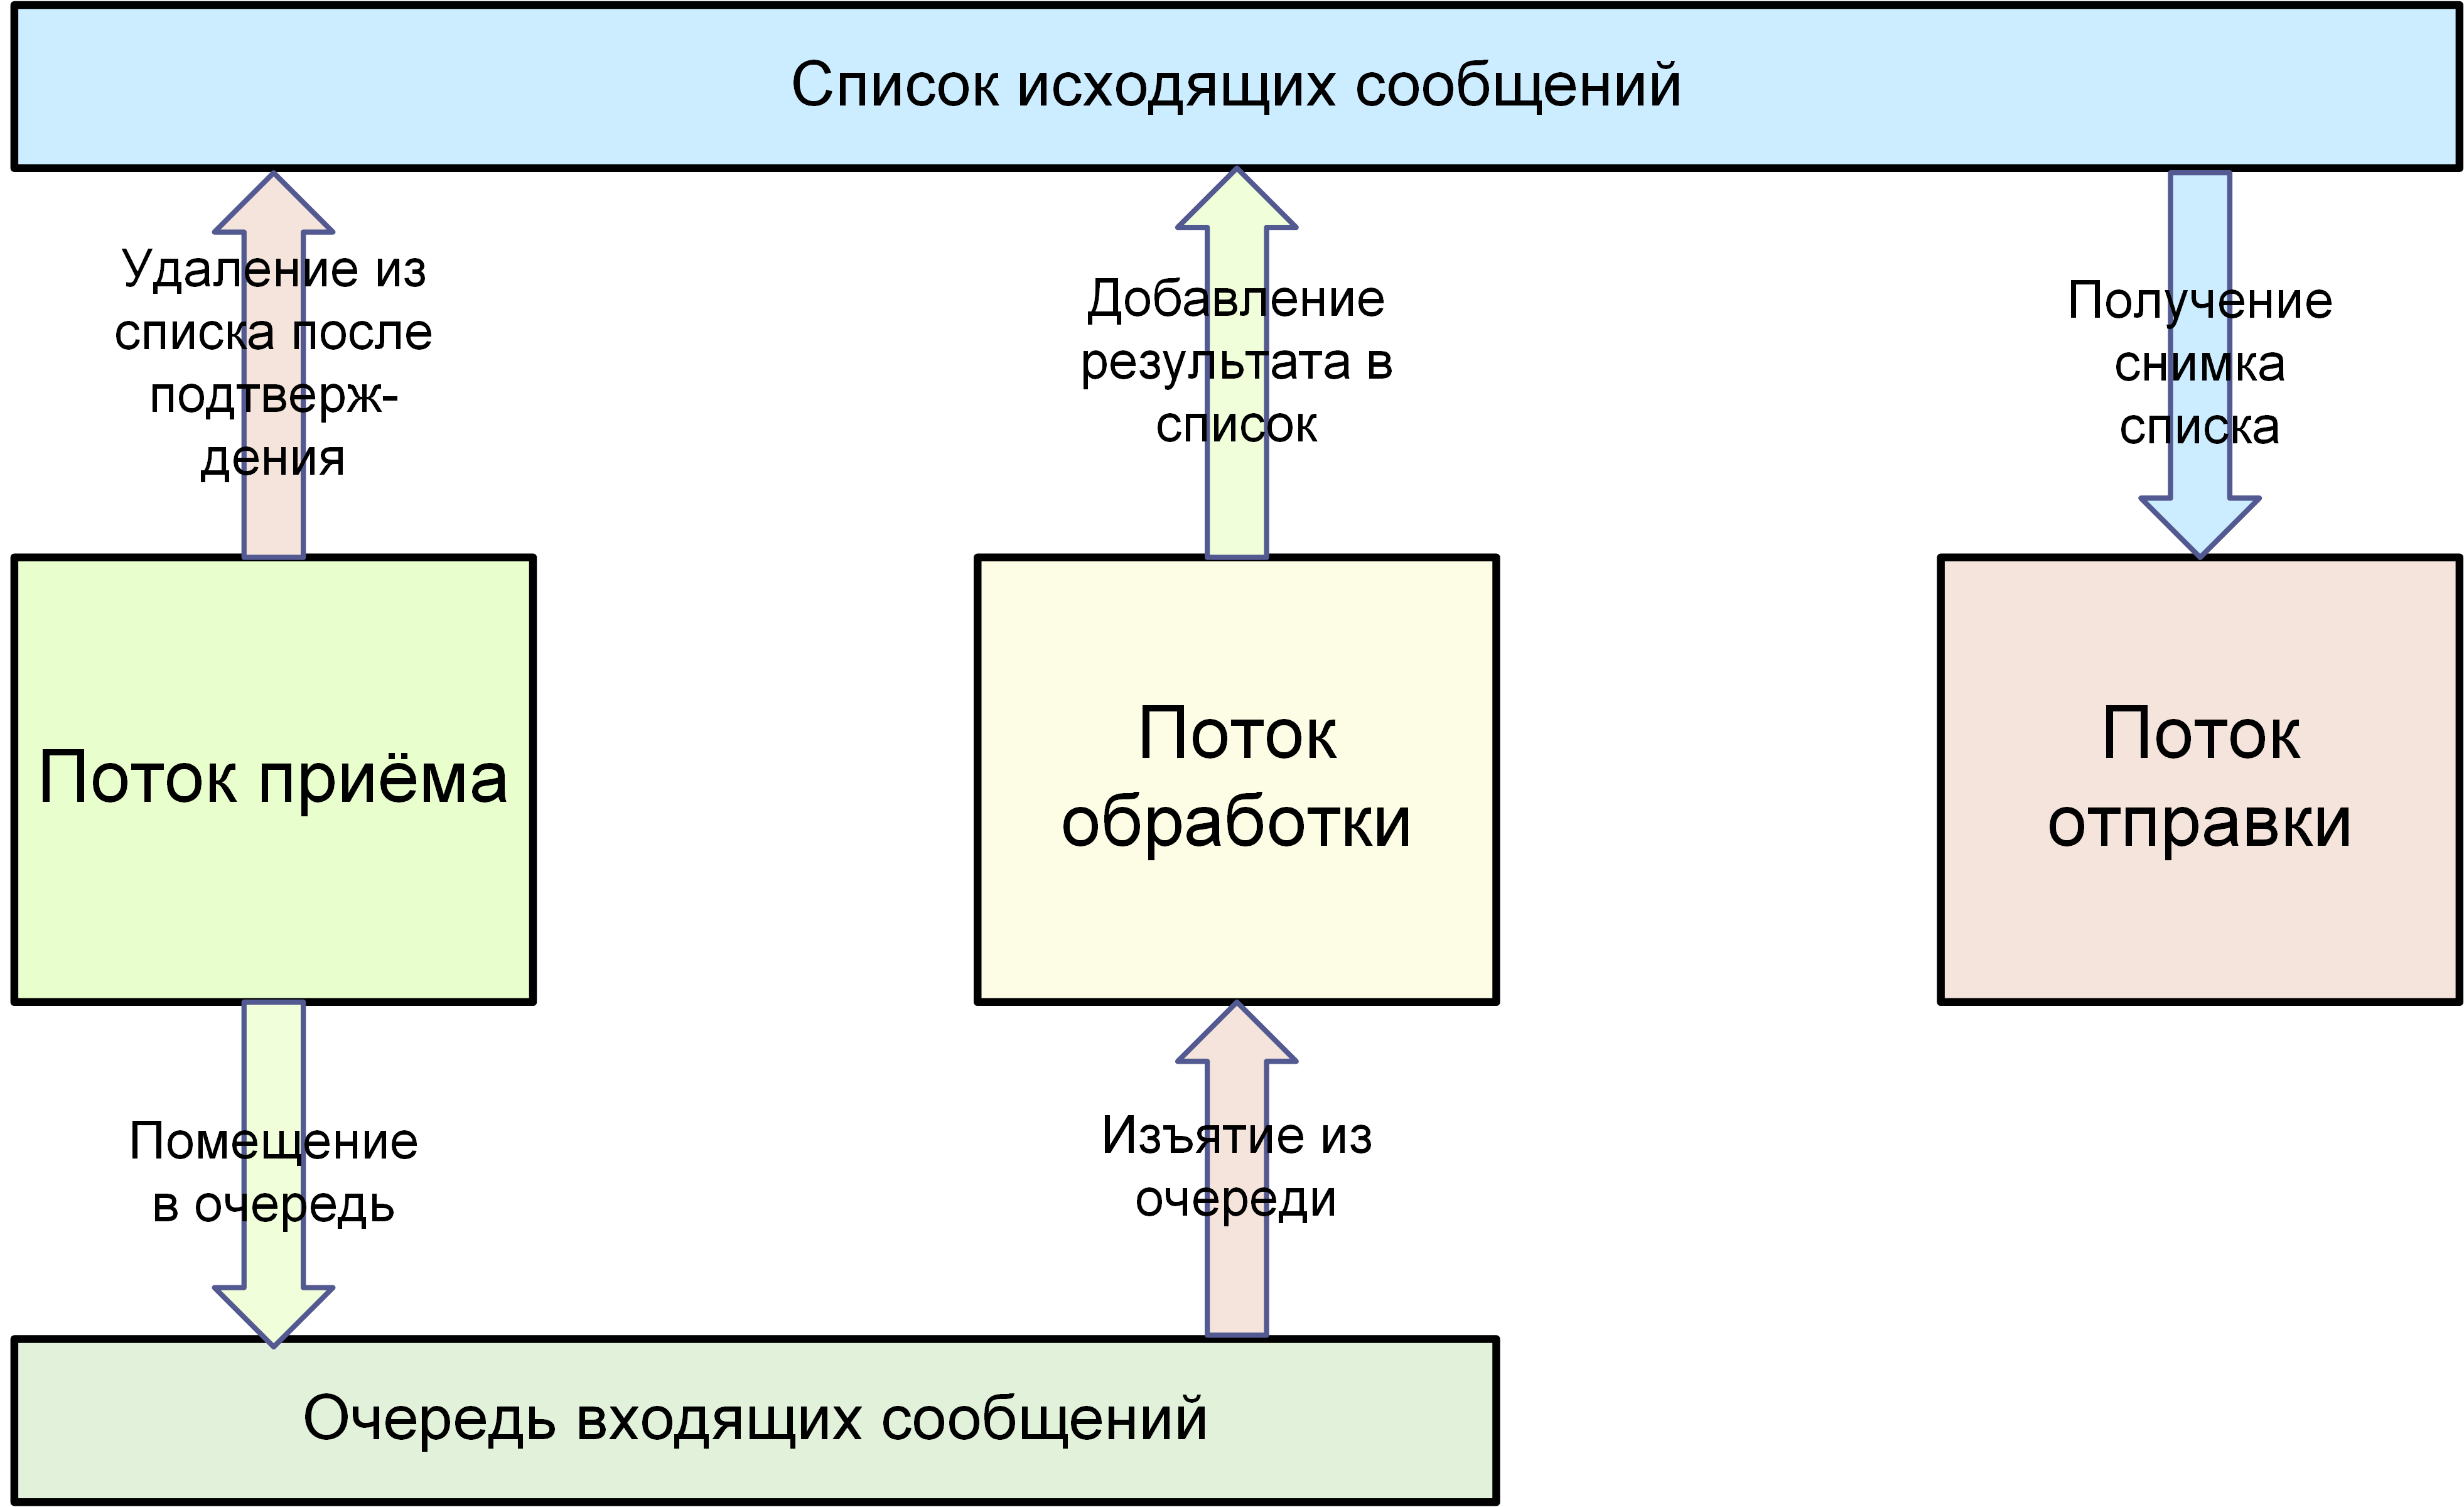 Список исходящих сообщений
Удаление из
списка после
подтверж-
дения
Добавление
результата в
список
Получение
снимка
списка
Поток приёма
Поток
обработки
Поток
отправки
Помещение
в очередь
Изъятие из
очереди
Очередь входящих сообщений